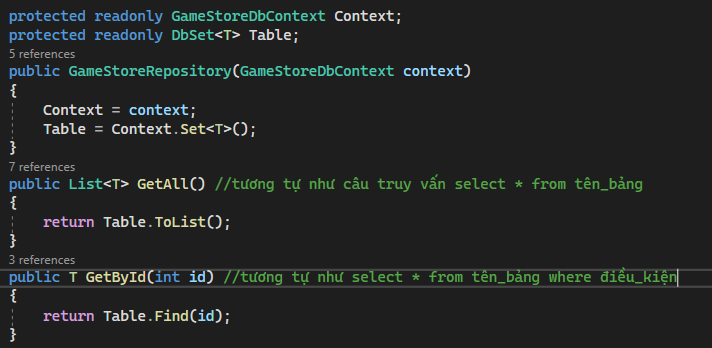 protected readonly GameStoreDbContext Context;
protected readonly DbSet<T> Table;
5 references
public GameStoreRepository(GameStoreDbContext context)
{
Context = context;
Table = Context.Set<T>();
}
7 references
public List<T> GetAll() //tương tự như câu truy vấn select * from tên_bảng
{
return Table.ToList();
}
3 references
public T GetById(int id) //tương tự như select * from tên_bảng where điều_kiện
{
return Table.Find(id);
}